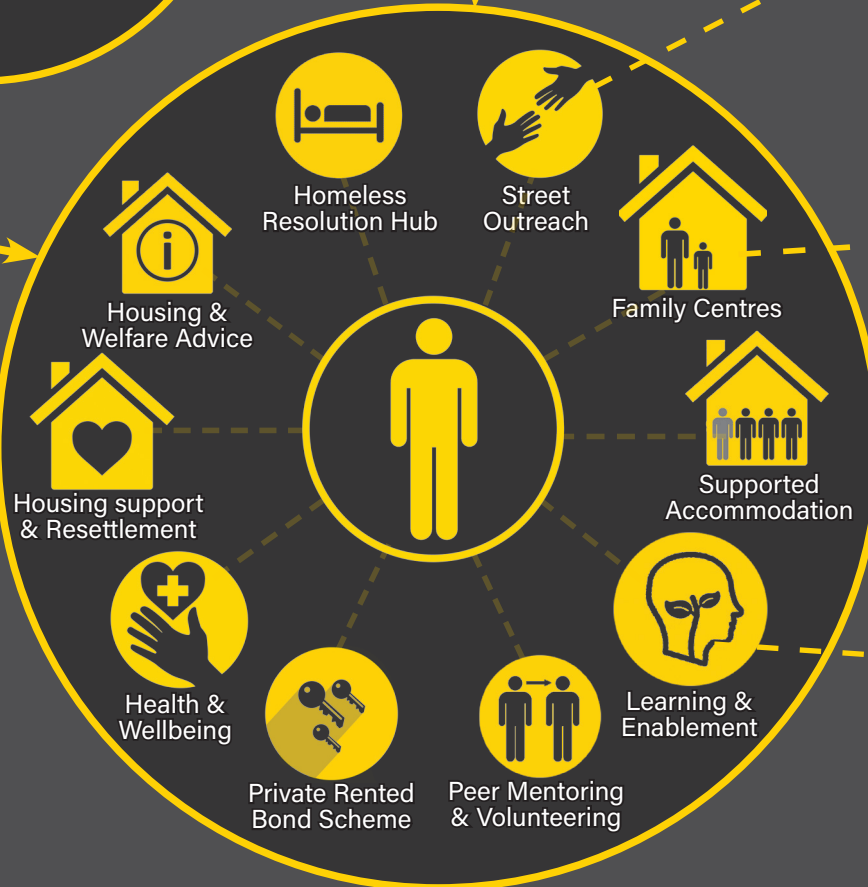 Homeless
Resolution Hub
Street
Outreach
Family Centres
Supported
Accommodation
Learning &
Enablement
Peer Mentoring
& Volunteering
Private Rented
Bond Scheme
Health &
Wellbeing
Housing support
& Resettlement
Housing &
Welfare Advice
i